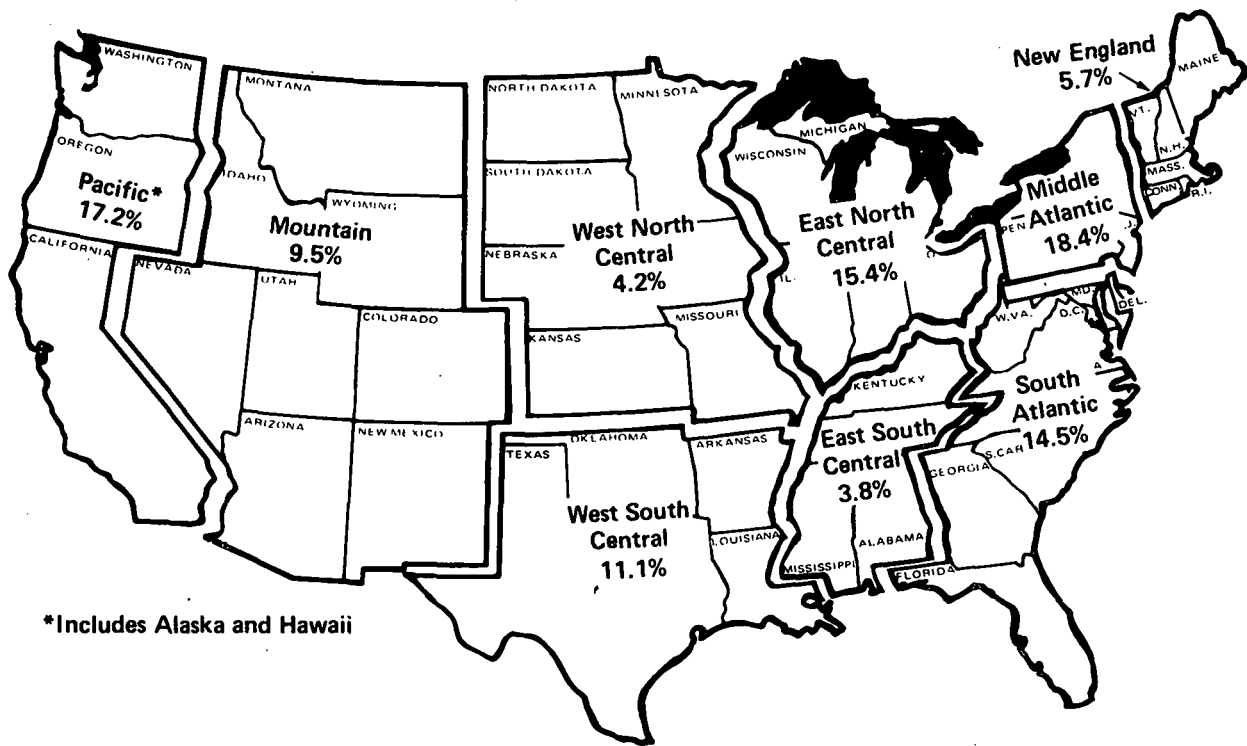 WASHINGTON
OREGON
Pacific*
17.2%
CALIFORNIA
MONTANA
IDAHO
WYOMING
Mountain
9.5%
NEVADA
UTAH
COLORADO
ARIZONA
NEW MEXICO
NORTH DAKOTA
MINNESOTA
SOUTH DAKOTA
NEBRASKA
West North
Central
4.2%
KANSAS
MISSOURI
WISCONSIN
MICHIGAN
East North
Central
15.4%
IL.
O
New England
5.7%
MAINE
VT.
N.H.
MASS.
CONN.
R.I.
Middle
Atlantic
18.4%
PEN
J.
MD.
DEL.
D.C.
W.VA.
A
South
Atlantic
14.5%
S.CAR
GEORGIA
FLORIDA
KENTUCKY
East South
Central
3.8%
ALABAMA
MISSISSIPPI
OKLAHOMA
TEXAS
ARKANSAS
LOUISIANA
West South
Central
11.1%
*Includes Alaska and Hawaii